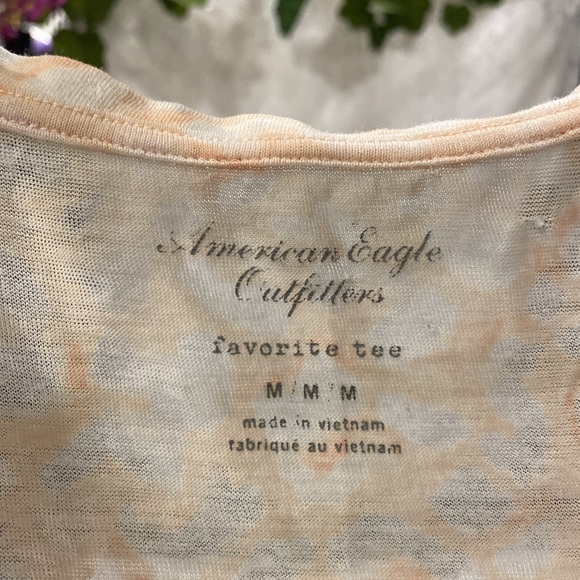 American Eagle
Outfitters
favorite tee
M/M/M
made in vietnam
fabriqué au vietnam